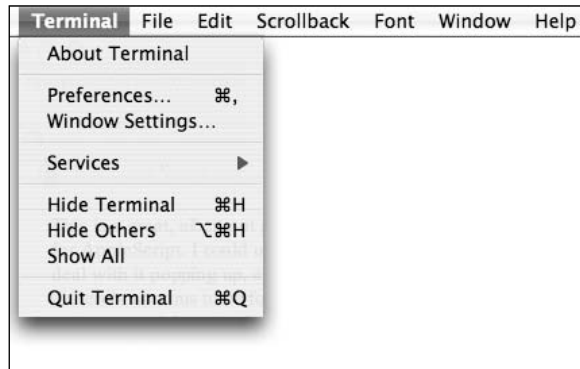 Terminal File Edit Scrollback Font Window Help
About Terminal
Preferences... ⌘,
Window Settings...
Services ▶
Hide Terminal ⌘H
Hide Others ⌥⌘H
Show All
Quit Terminal ⌘Q